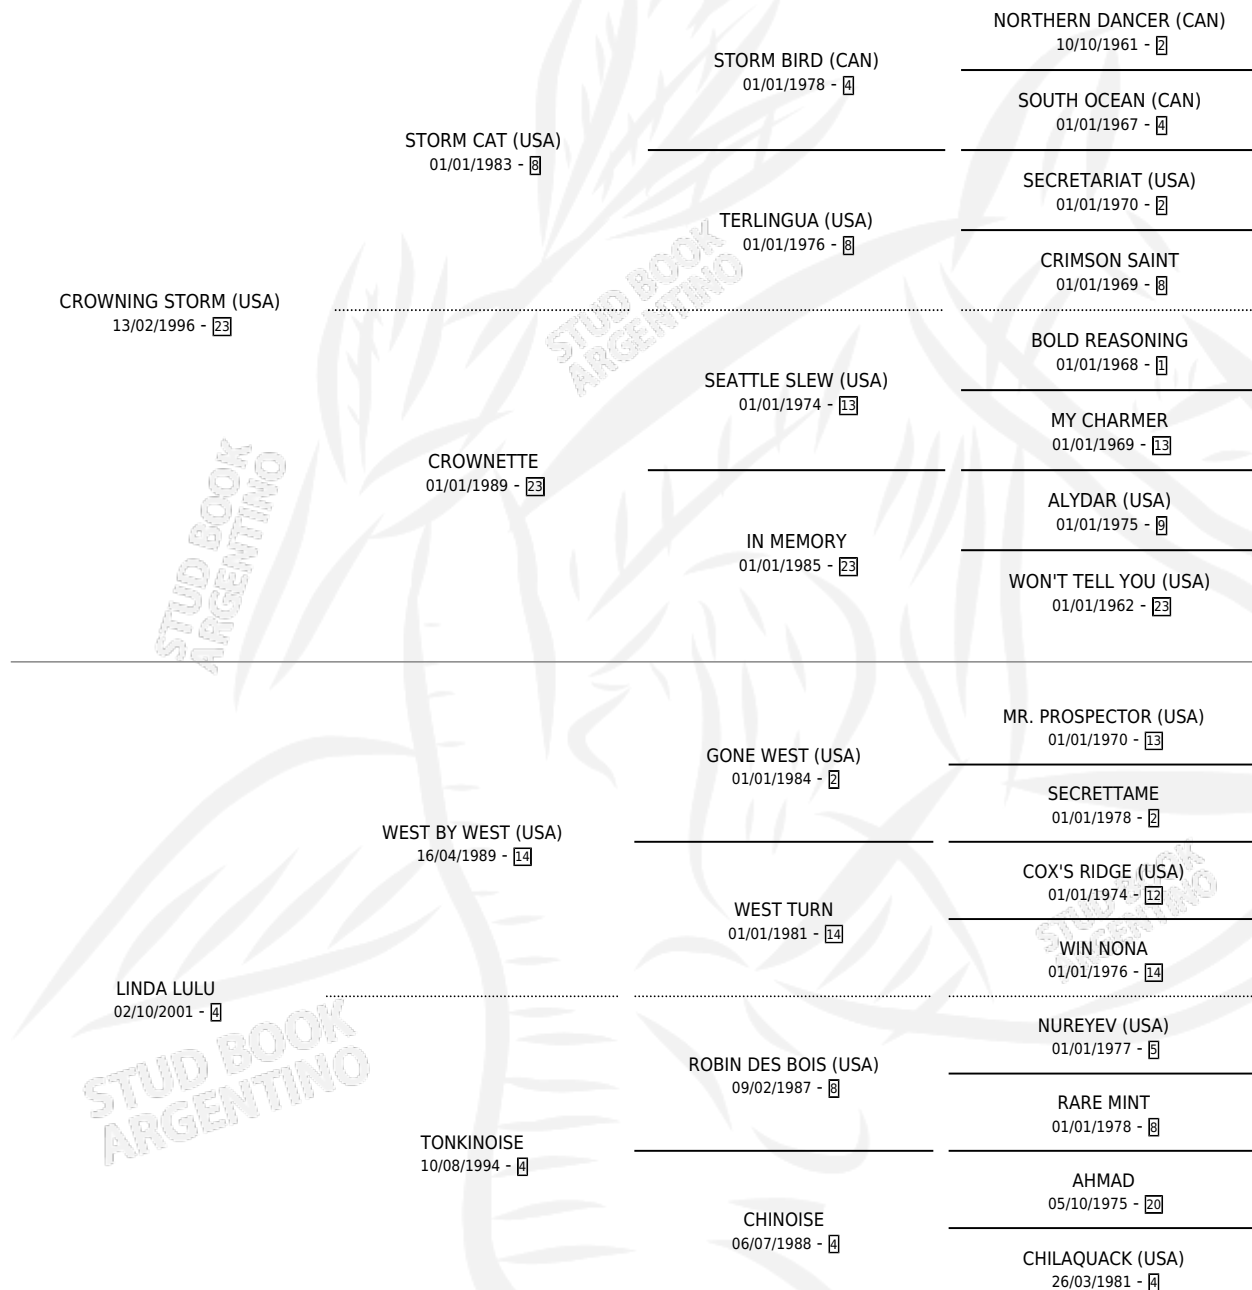 NORTHERN DANCER (CAN)
10/10/1961 - 2
STORM BIRD (CAN)
01/01/1978 - 4
SOUTH OCEAN (CAN)
01/01/1967 - 4
STORM CAT (USA)
01/01/1983 - 8
SECRETARIAT (USA)
01/01/1970 - 2
TERLINGUA (USA)
01/01/1976 - 8
CRIMSON SAINT
01/01/1969 - 8
CROWNING STORM (USA)
13/02/1996 - 23
BOLD REASONING
01/01/1968 - 1
SEATTLE SLEW (USA)
01/01/1974 - 13
MY CHARMER
01/01/1969 - 13
CROWNETTE
01/01/1989 - 23
ALYDAR (USA)
01/01/1975 - 9
IN MEMORY
01/01/1985 - 23
WON'T TELL YOU (USA)
01/01/1962 - 23
MR. PROSPECTOR (USA)
01/01/1970 - 13
GONE WEST (USA)
01/01/1984 - 2
SECRETTAME
01/01/1978 - 2
WEST BY WEST (USA)
16/04/1989 - 14
COX'S RIDGE (USA)
01/01/1974 - 12
WEST TURN
01/01/1981 - 14
WIN NONA
01/01/1976 - 14
LINDA LULU
02/10/2001 - 4
NUREYEV (USA)
01/01/1977 - 5
ROBIN DES BOIS (USA)
09/02/1987 - 8
RARE MINT
01/01/1978 - 8
TONKINOISE
10/08/1994 - 4
AHMAD
05/10/1975 - 20
CHINOISE
06/07/1988 - 4
CHILAQUACK (USA)
26/03/1981 - 4
STUD BOOK
ARGENTINO
STUD BOOK
ARGENTINO
STUD BOOK
ARGENTINO
STUD BOOK
ARGENTINO